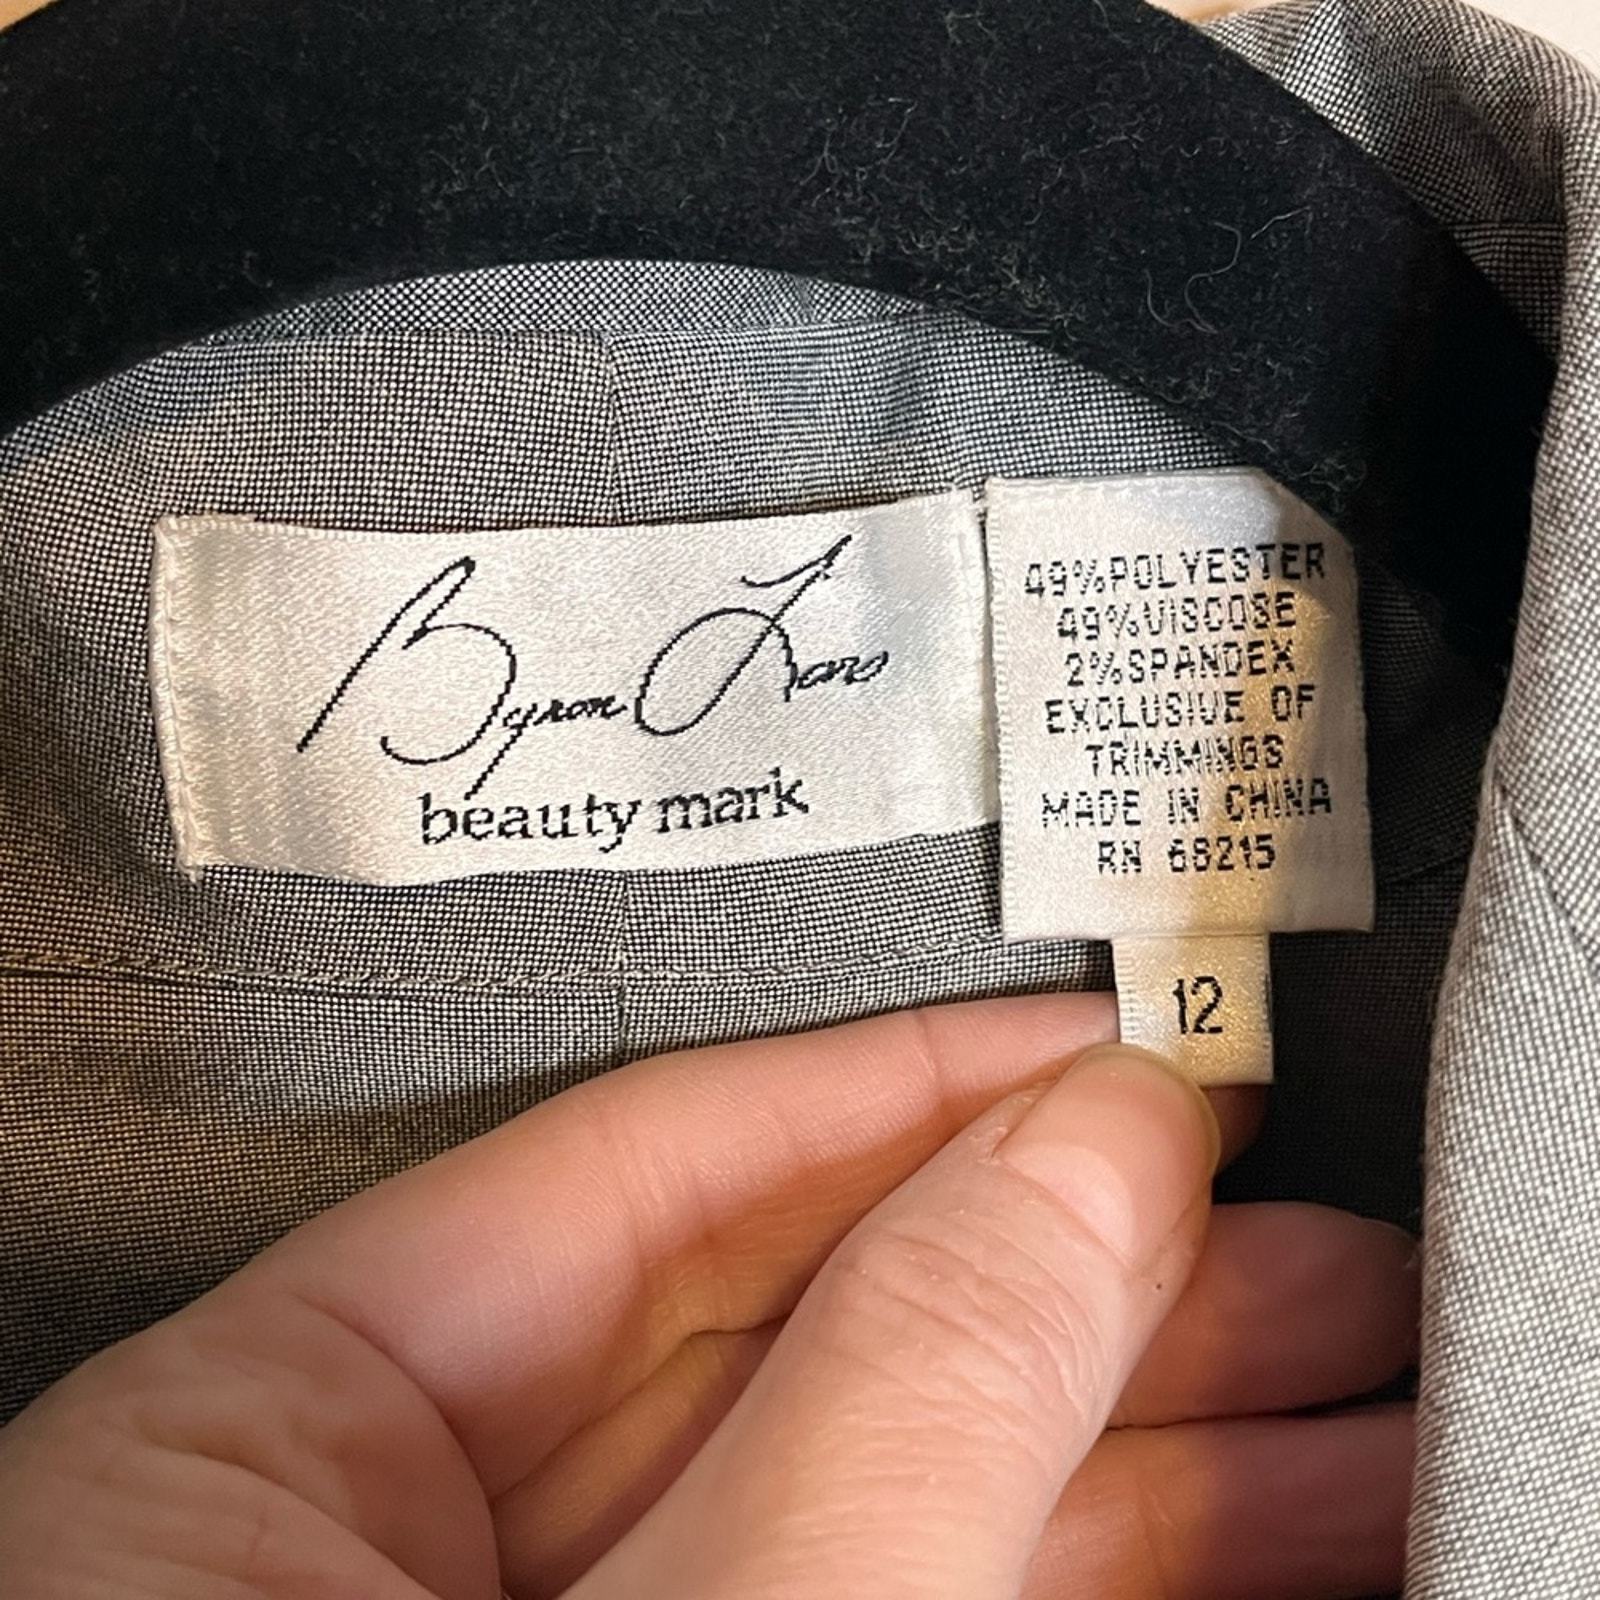 Byron Lars
beauty mark
49%POLYESTER
49%VISCOSE
2%SPANDEX
EXCLUSIVE OF
TRIMMINGS
MADE IN CHINA
RN 68215
12